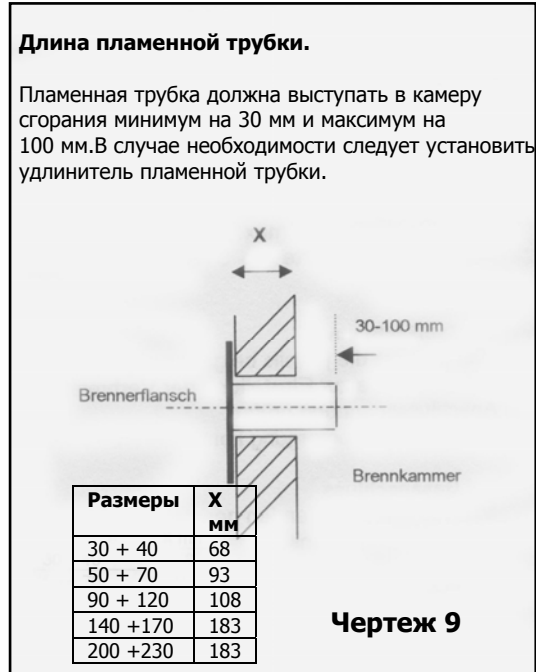 Длина пламенной трубки.
Пламенная трубка должна выступать в камеру
сгорания минимум на 30 мм и максимум на
100 мм.В случае необходимости следует установить
удлинитель пламенной трубки.
X
30-100 mm
Brennerflansch
Brennkammer
Размеры X
мм
30 + 40 68
50 + 70 93
90 + 120 108
140 +170 183
200 +230 183
Чертеж 9